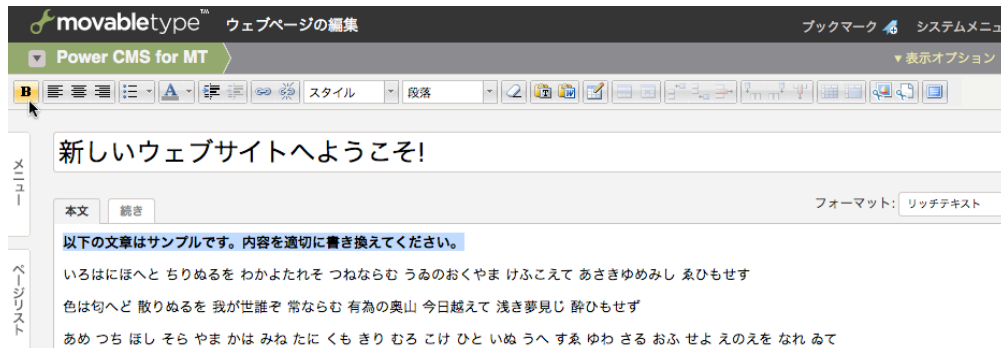 movabletype™ ウェブページの編集 ブックマーク システムメニュ
Power CMS for MT ▼表示オプション
B A スタイル 段落
メニュー
新しいウェブサイトへようこそ!
本文 続き フォーマット: リッチテキスト
ページリスト
以下の文章はサンプルです。内容を適切に書き換えてください。
いろはにほへと ちりぬるを わかよたれそ つねならむ うゐのおくやま けふこえて あさきゆめみし ゑひもせす
色は匂へど 散りぬるを 我が世誰ぞ 常ならむ 有為の奥山 今日越えて 浅き夢見じ 酔ひもせず
あめ つち ほし そら やま かは みね たに くも きり むろ こけ ひと いぬ うへ すゑ ゆわ さる おふ せよ えのえを なれ ゐて